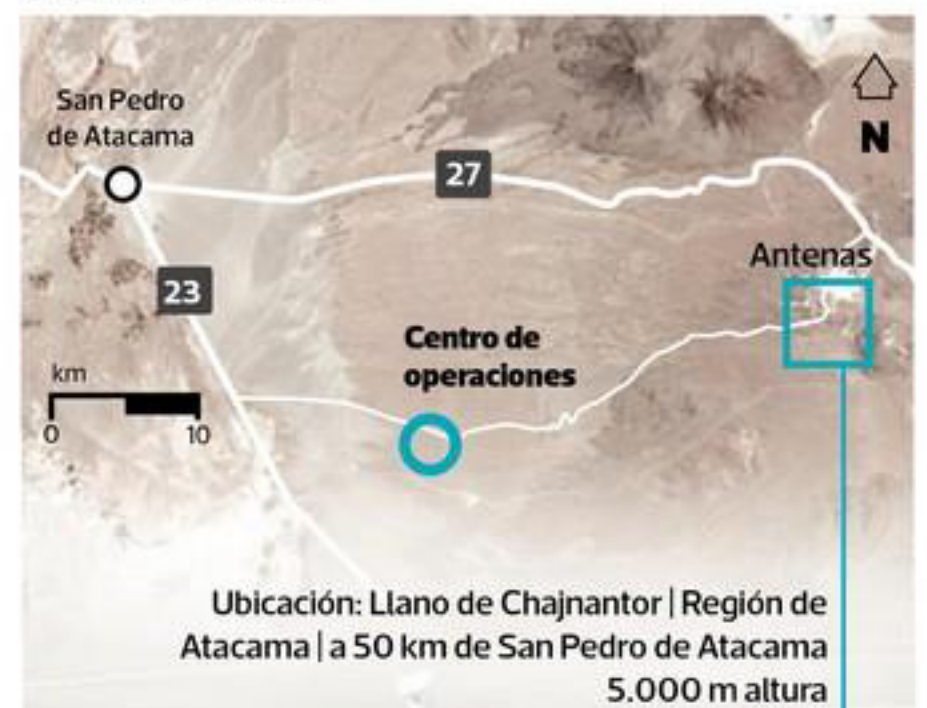 San Pedro
de Atacama
27
N
Antenas
23
Centro de
operaciones
km
0 10
Ubicación: Llano de Chajnantor | Región de
Atacama | a 50 km de San Pedro de Atacama
5.000 m altura